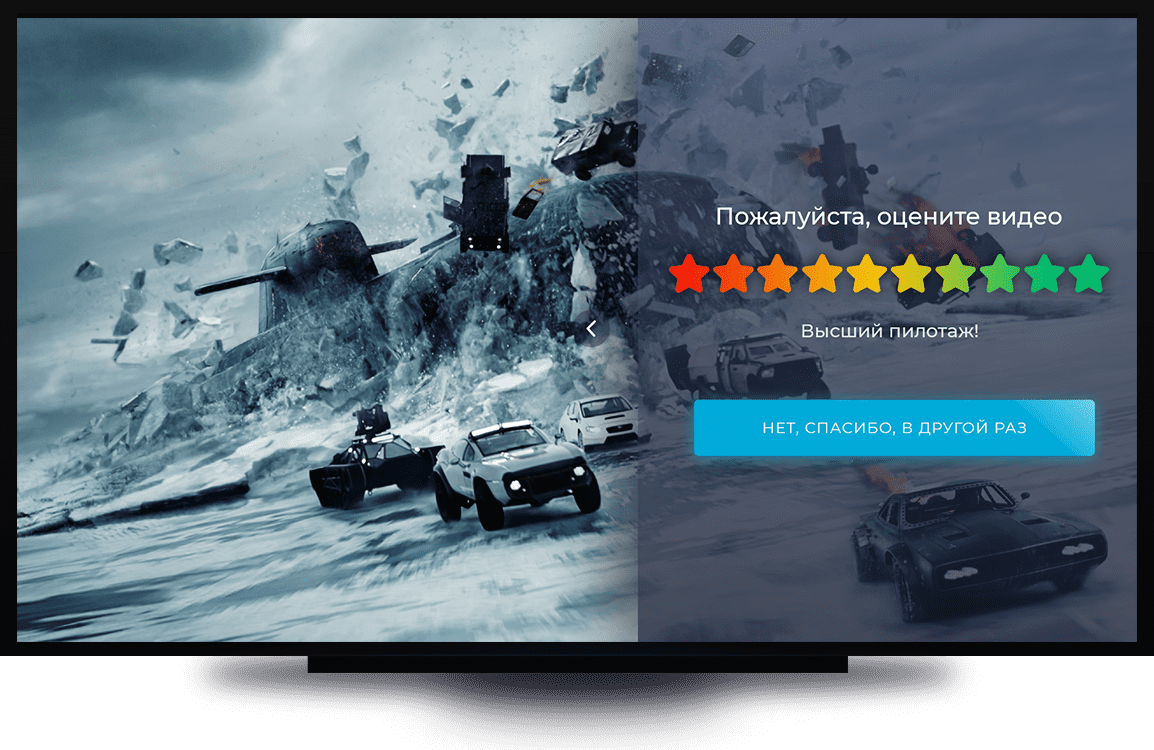 Пожалуйста, оцените видео
Высший пилотаж!
НЕТ, СПАСИБО, В ДРУГОЙ РАЗ